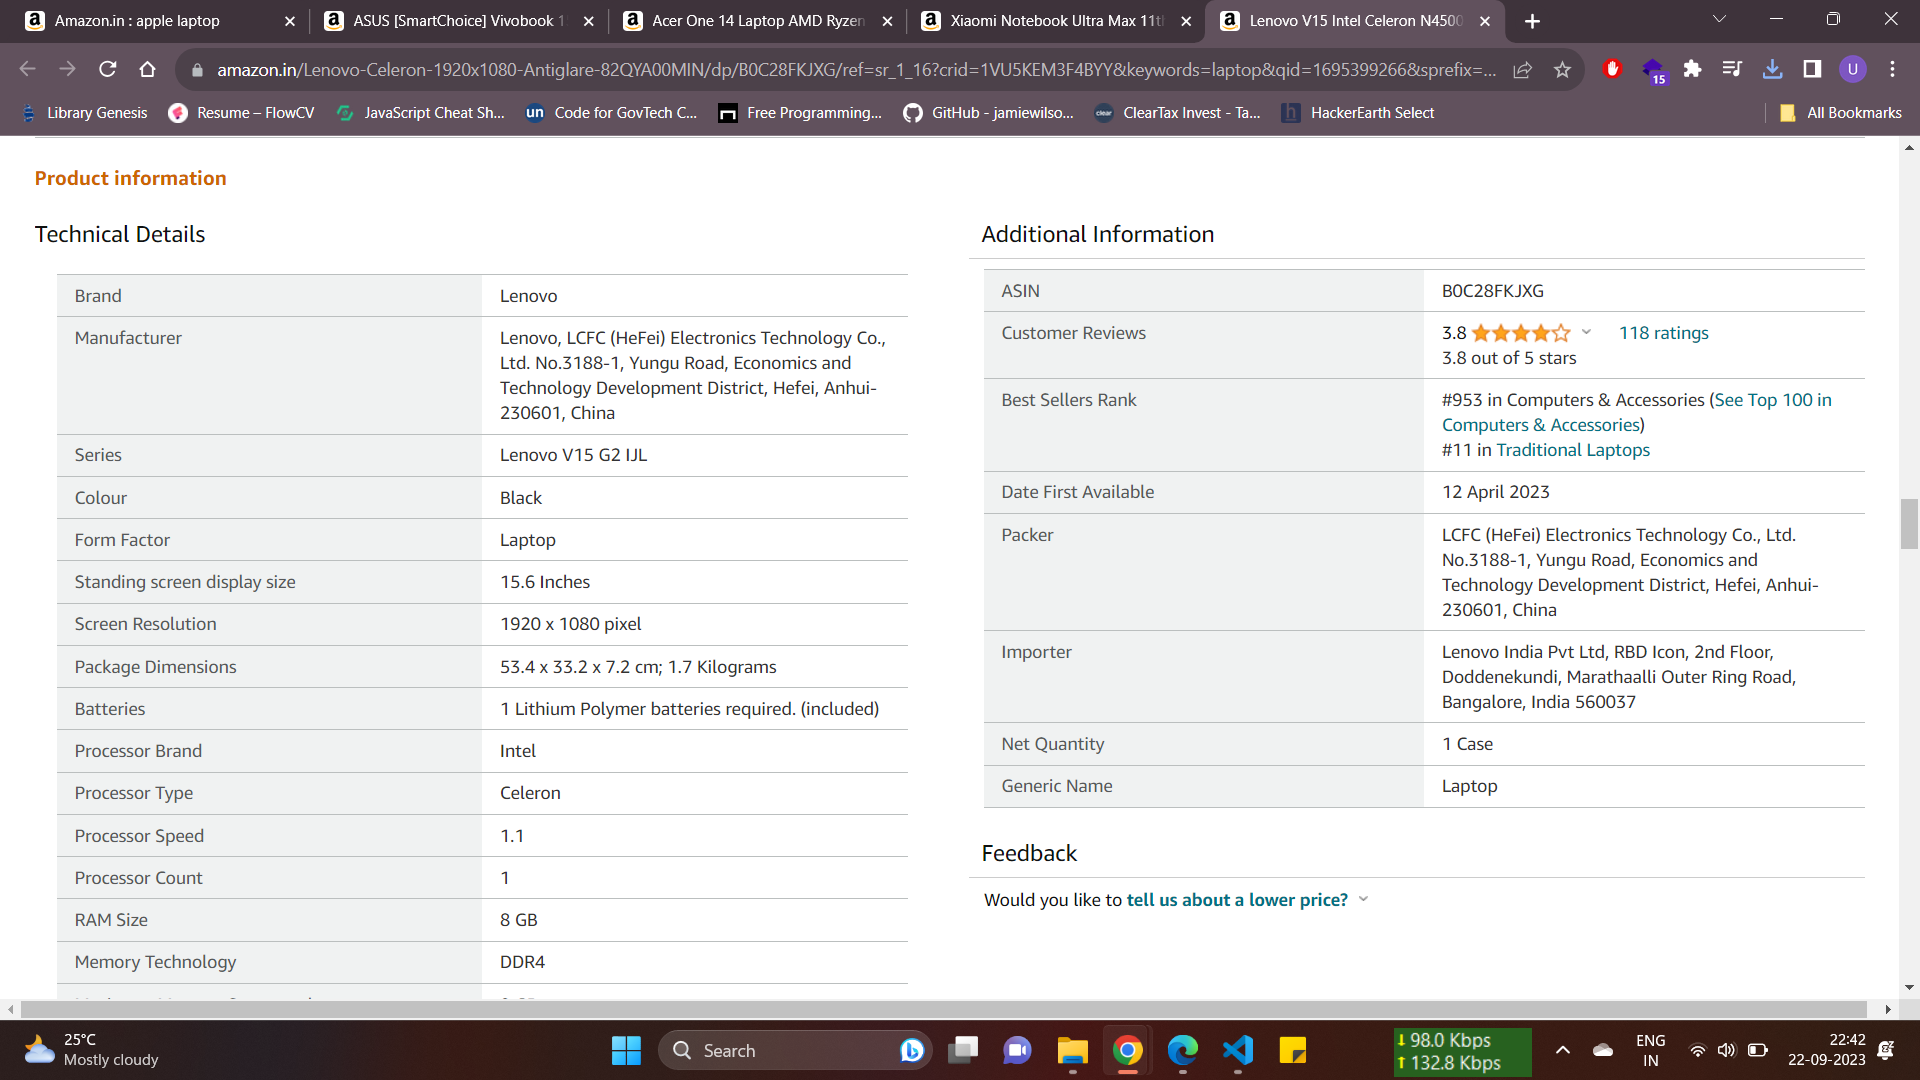 Amazon.in : apple laptop
ASUS [SmartChoice] Vivobook 1
Acer One 14 Laptop AMD Ryzen
Xiaomi Notebook Ultra Max 11th
Lenovo V15 Intel Celeron N4500
amazon.in/Lenovo-Celeron-1920x1080-Antiglare-82QYA00MIN/dp/B0C28FKJXG/ref=sr_1_16?crid=1VU5KEM3F4BYY&keywords=laptop&qid=1695399266&sprefix=...
15
U
Library Genesis
Resume – FlowCV
JavaScript Cheat Sh...
un Code for GovTech C...
Free Programming...
GitHub - jamiewilso...
clear ClearTax Invest - Ta...
h HackerEarth Select
All Bookmarks
Product information
Technical Details
Brand Lenovo
Manufacturer Lenovo, LCFC (HeFei) Electronics Technology Co.,
Ltd. No.3188-1, Yungu Road, Economics and
Technology Development District, Hefei, Anhui-
230601, China
Series Lenovo V15 G2 IJL
Colour Black
Form Factor Laptop
Standing screen display size 15.6 Inches
Screen Resolution 1920 x 1080 pixel
Package Dimensions 53.4 x 33.2 x 7.2 cm; 1.7 Kilograms
Batteries 1 Lithium Polymer batteries required. (included)
Processor Brand Intel
Processor Type Celeron
Processor Speed 1.1
Processor Count 1
RAM Size 8 GB
Memory Technology DDR4
Additional Information
ASIN B0C28FKJXG
Customer Reviews 3.8 118 ratings
3.8 out of 5 stars
Best Sellers Rank #953 in Computers & Accessories (See Top 100 in
Computers & Accessories)
#11 in Traditional Laptops
Date First Available 12 April 2023
Packer LCFC (HeFei) Electronics Technology Co., Ltd.
No.3188-1, Yungu Road, Economics and
Technology Development District, Hefei, Anhui-
230601, China
Importer Lenovo India Pvt Ltd, RBD Icon, 2nd Floor,
Doddenekundi, Marathaalli Outer Ring Road,
Bangalore, India 560037
Net Quantity 1 Case
Generic Name Laptop
Feedback
Would you like to tell us about a lower price?
25°C
Mostly cloudy
Search
98.0 Kbps
132.8 Kbps
ENG
IN
22:42
22-09-2023